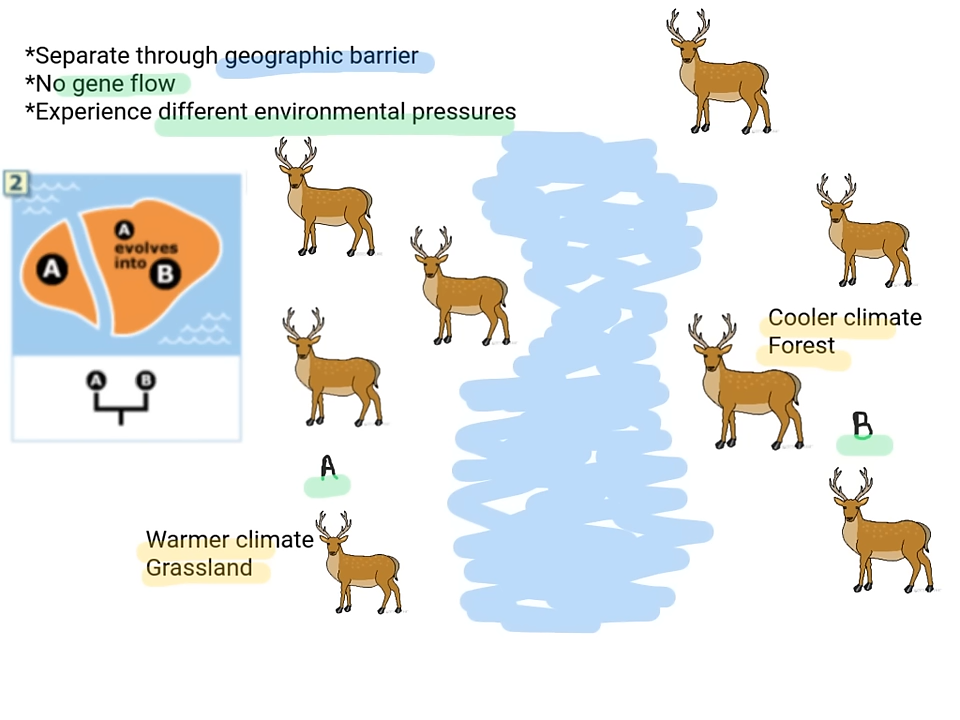 *Separate through geographic barrier
*No gene flow
*Experience different environmental pressures
2
A
A
evolves
into B
A B
Cooler climate
Forest
B
A
Warmer climate
Grassland